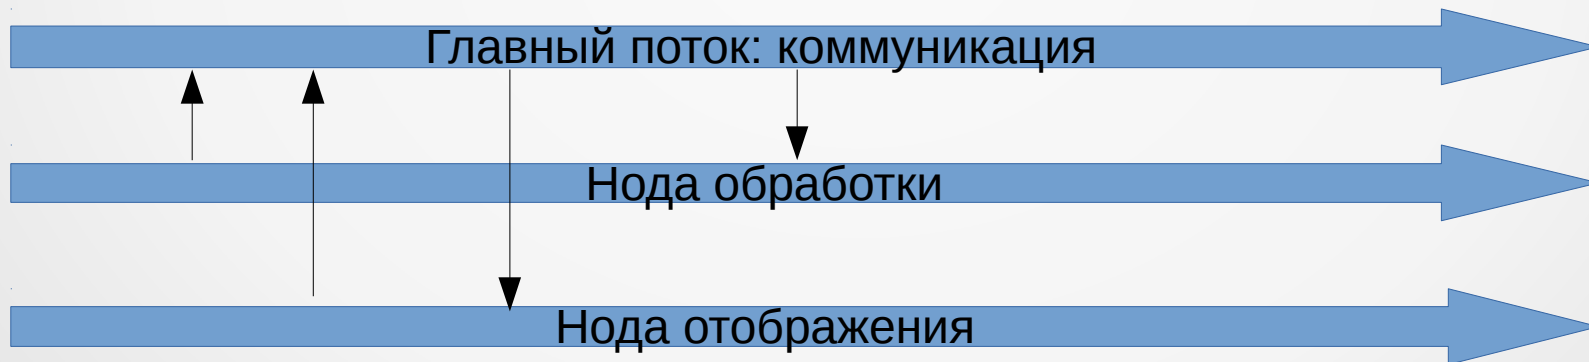 Главный поток: коммуникация
Нода обработки
Нода отображения